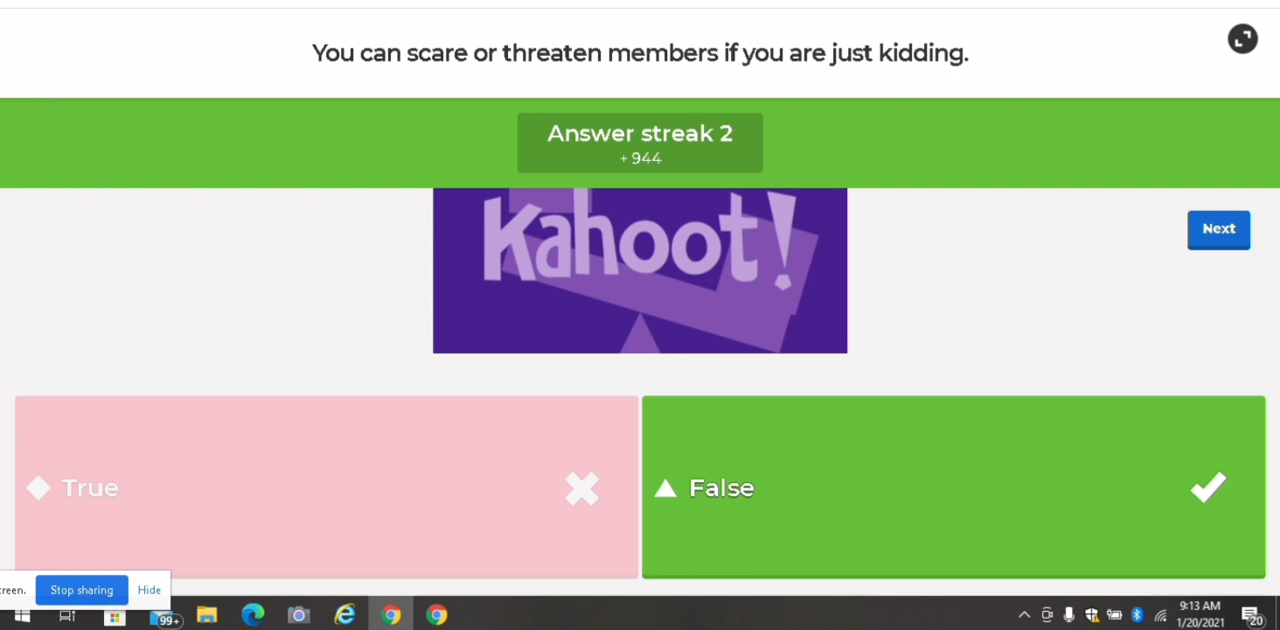 You can scare or threaten members if you are just kidding.
Answer streak 2
+ 944
Kahoot!
Next
True
False
reen.
Stop sharing
Hide
99+
9:13 AM
1/20/2021
20